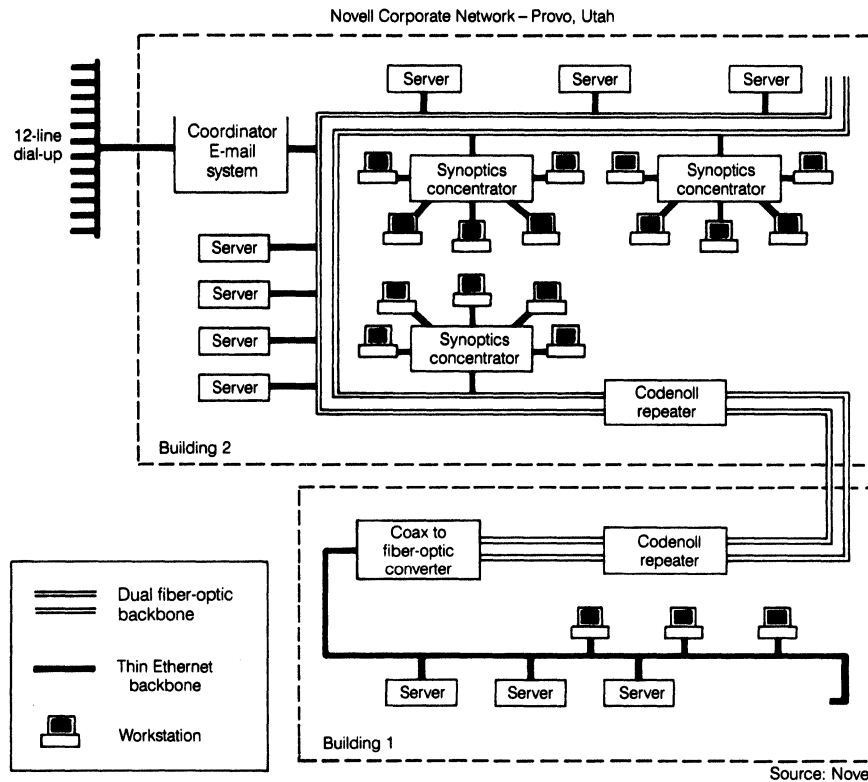 Novell Corporate Network – Provo, Utah
Server
Server
Server
12-line
dial-up
Coordinator
E-mail
system
Synoptics
concentrator
Synoptics
concentrator
Server
Server
Server
Server
Synoptics
concentrator
Codenoll
repeater
Building 2
Coax to
fiber-optic
converter
Codenoll
repeater
Server
Server
Server
Building 1
Dual fiber-optic
backbone
Thin Ethernet
backbone
Workstation
Source: Nove